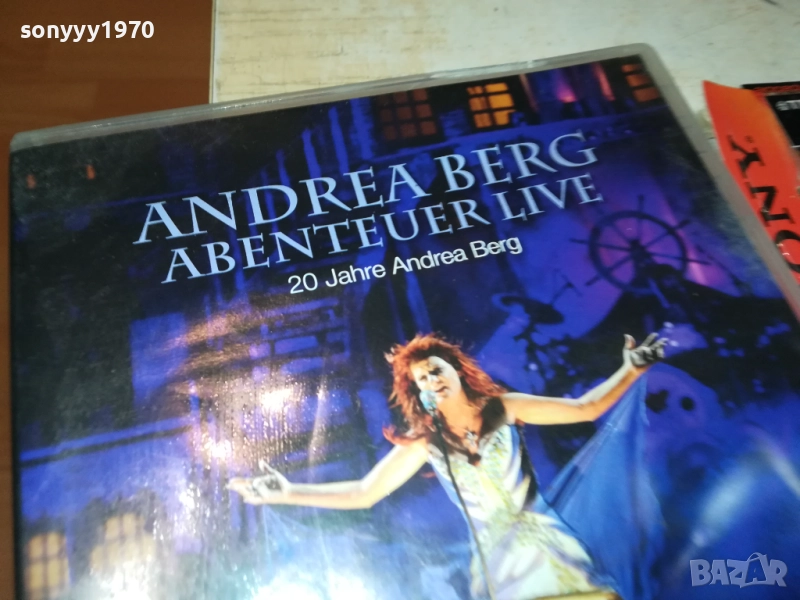 sonyyy1970
ANDREA BERG
ABENTEUER LIVE
20 Jahre Andrea Berg
BAZAR